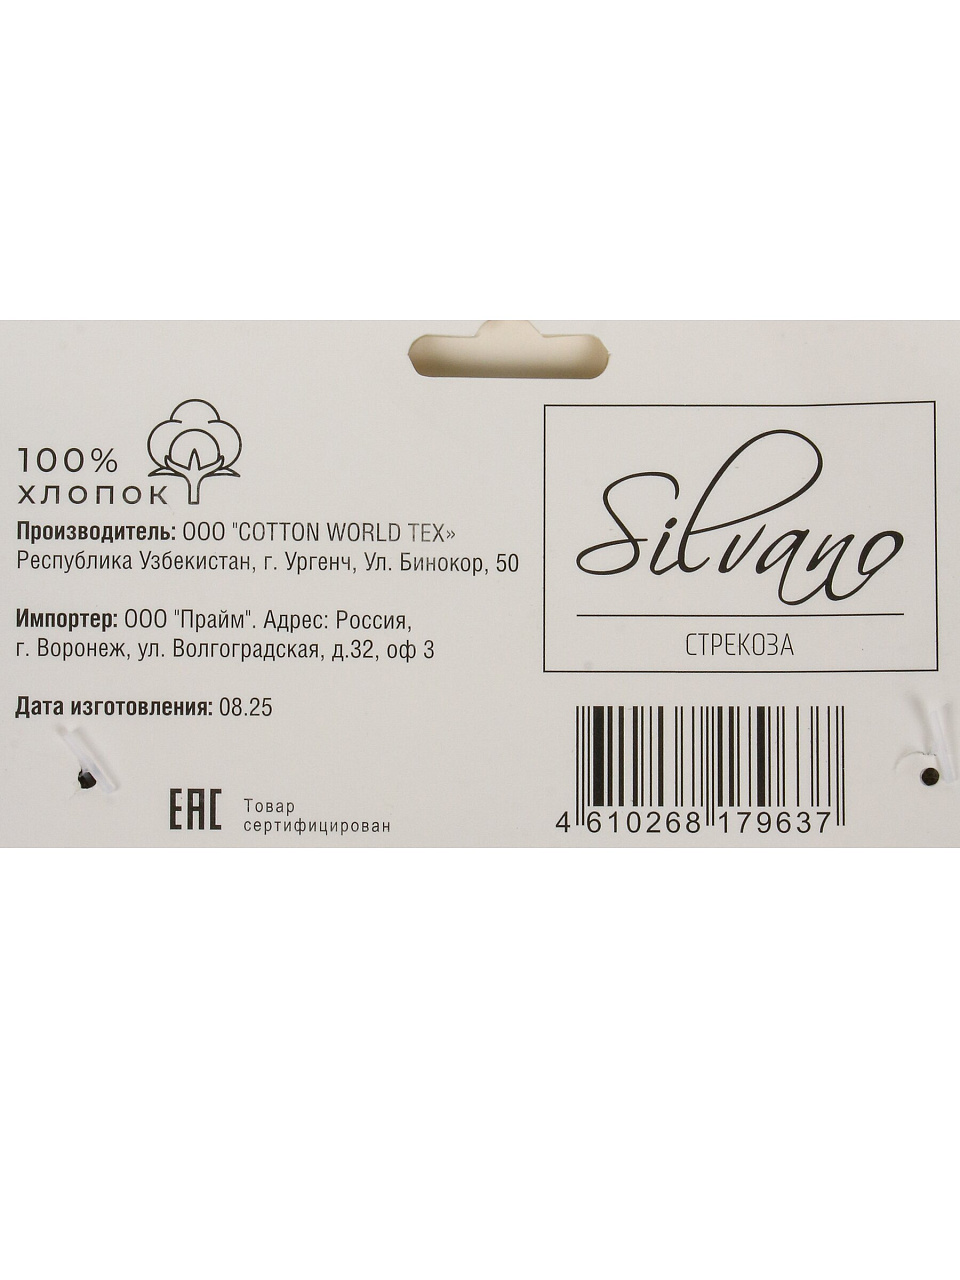 100%
ХЛОПОК
Производитель: ООО "COTTON WORLD TEX»
Республика Узбекистан, г. Ургенч, Ул. Бинокор, 50
Импортер: ООО "Прайм". Адрес: Россия,
г. Воронеж, ул. Волгоградская, д.32, оф 3
Дата изготовления: 08.25
EAC
Товар
сертифицирован
Silvano
СТРЕКОЗА
4 610268 179637